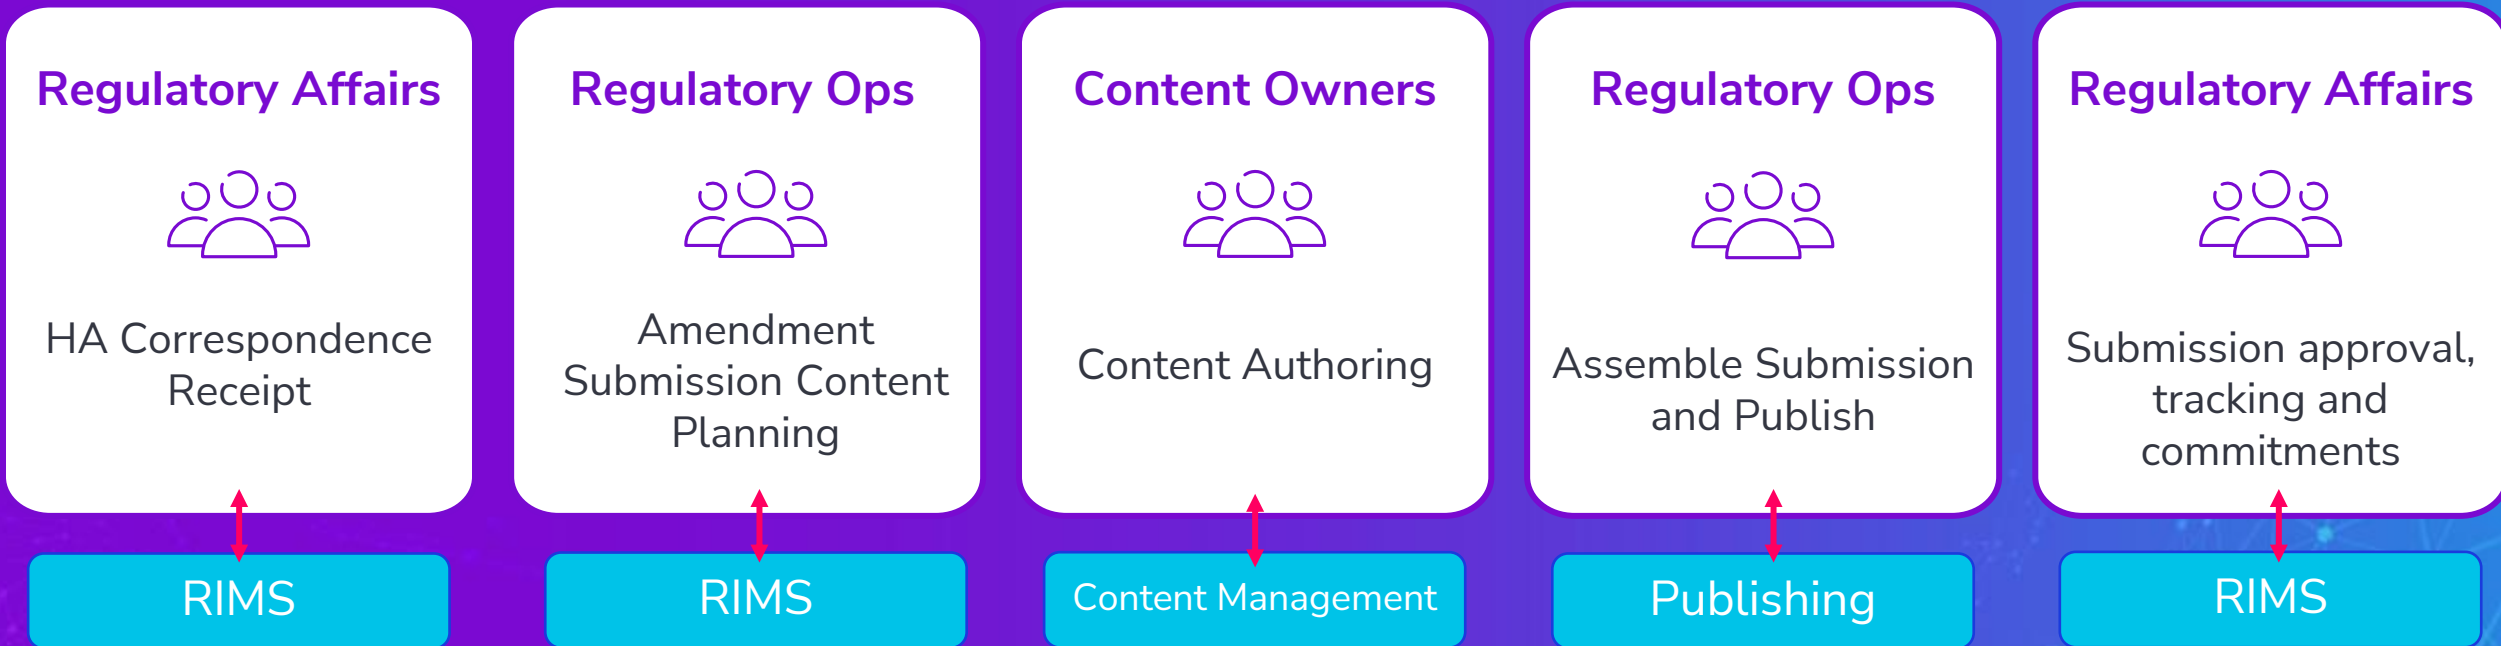 Regulatory Affairs
HA Correspondence
Receipt
RIMS
Regulatory Ops
Amendment
Submission Content
Planning
RIMS
Content Owners
Content Authoring
Content Management
Regulatory Ops
Assemble Submission
and Publish
Publishing
Regulatory Affairs
Submission approval,
tracking and
commitments
RIMS